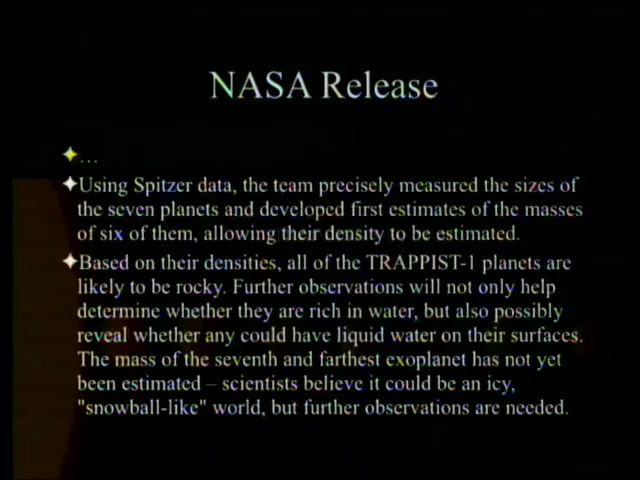 NASA Release
...
Using Spitzer data, the team precisely measured the sizes of
the seven planets and developed first estimates of the masses
of six of them, allowing their density to be estimated.
Based on their densities, all of the TRAPPIST-1 planets are
likely to be rocky. Further observations will not only help
determine whether they are rich in water, but also possibly
reveal whether any could have liquid water on their surfaces.
The mass of the seventh and farthest exoplanet has not yet
been estimated – scientists believe it could be an icy,
"snowball-like" world, but further observations are needed.